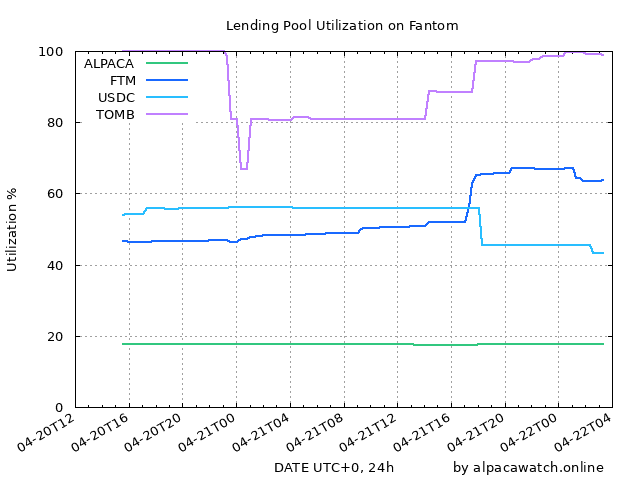 Lending Pool Utilization on Fantom
100
80
60
40
20
0
Utilization %
ALPACA
FTM
USDC
TOMB
04-20T12
04-20T16
04-20T20
04-21T00
04-21T04
04-21T08
04-21T12
04-21T16
04-21T20
04-22T00
04-22T04
DATE UTC+0, 24h
by alpacawatch.online